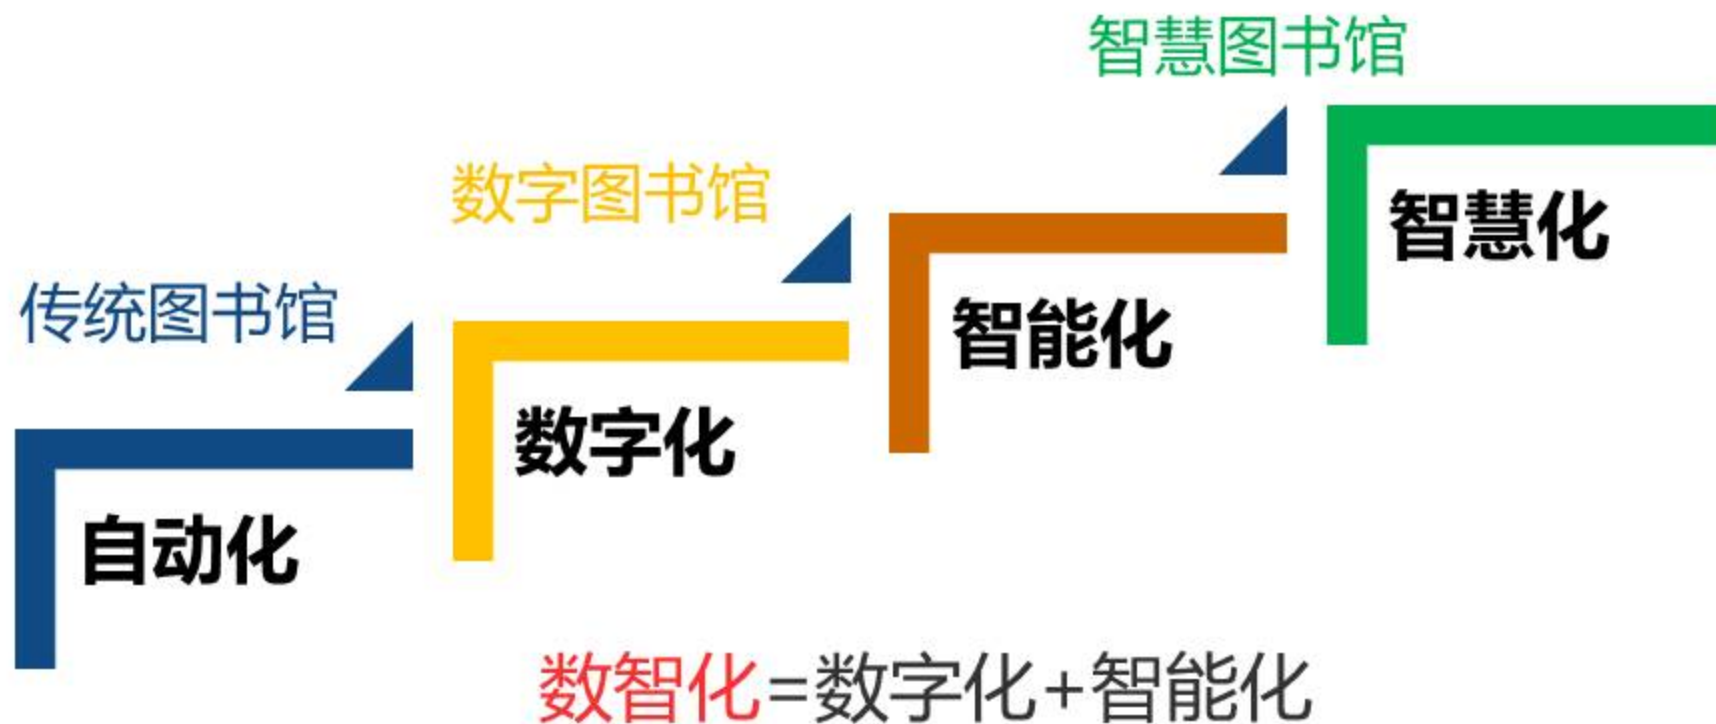 智慧图书馆
数字图书馆
传统图书馆
智慧化
智能化
数字化
自动化
数智化=数字化+智能化